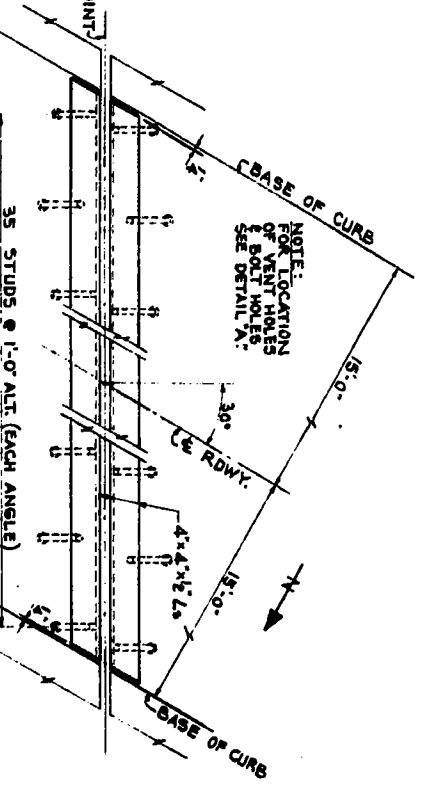 BASE OF CURB
NOTE:
FOR LOCATION
OF VENT HOLES
& BOLT HOLES
SEE DETAIL "A."
15'-0"
30°
℄ RDWY.
15'-0"
N
4"x4"x½" Ls
35 STUDS @ 1'-0" ALT. (EACH ANGLE)
BASE OF CURB